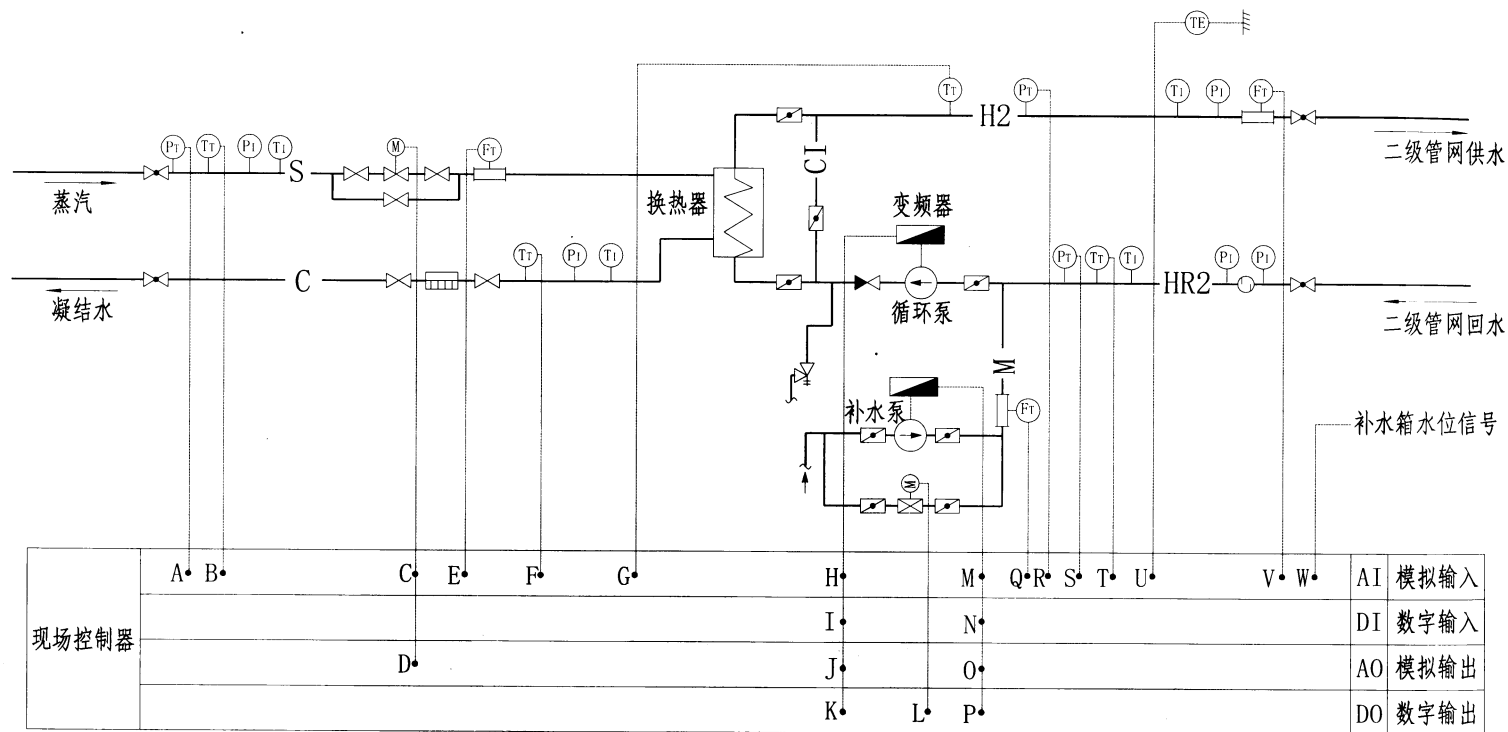 TE
TT
PT
H2
TI
PI
FT
二级管网供水
PT
TT
PI
TI
S
M
FT
蒸汽
换热器
CI
变频器
TT
PI
TI
C
凝结水
循环泵
PT
TT
TI
HR2
PI
PI
二级管网回水
M
补水泵
FT
补水箱水位信号
M
现场控制器
A B C E F G H M Q R S T U V W AI 模拟输入
I N DI 数字输入
D J O AO 模拟输出
K L P DO 数字输出